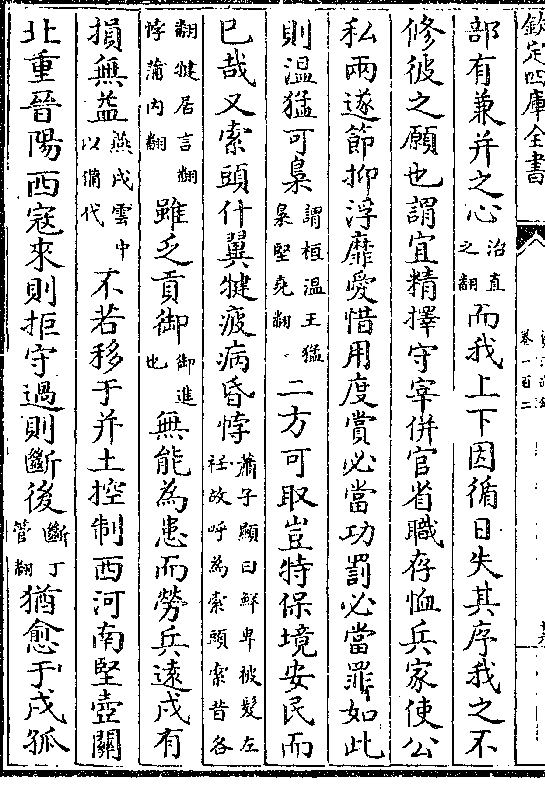 欽定四庫全書
卷一百二
部有兼并之心治直之翻而我上下因循日失其序我之不
修彼之願也謂宜精擇守宰併官省職存恤兵家使公
私兩遂節抑浮靡愛惜用度賞必當功罰必當罪如此
則温猛可梟謂桓温王猛梟堅堯翻二方可取豈特保境安民而
已哉又索頭什翼犍疲病昏悖蕭子顯曰鮮卑被髮左衽故呼為索頭索昔各
翻犍居言翻悖蒲内翻雖乏貢御御進也無能為患而勞兵逺戍有
損無益燕戍雲中以備代不若移于并土控制西河南堅壺關
北重晉陽西寇來則拒守過則斷後斷丁管翻猶愈于戍孤